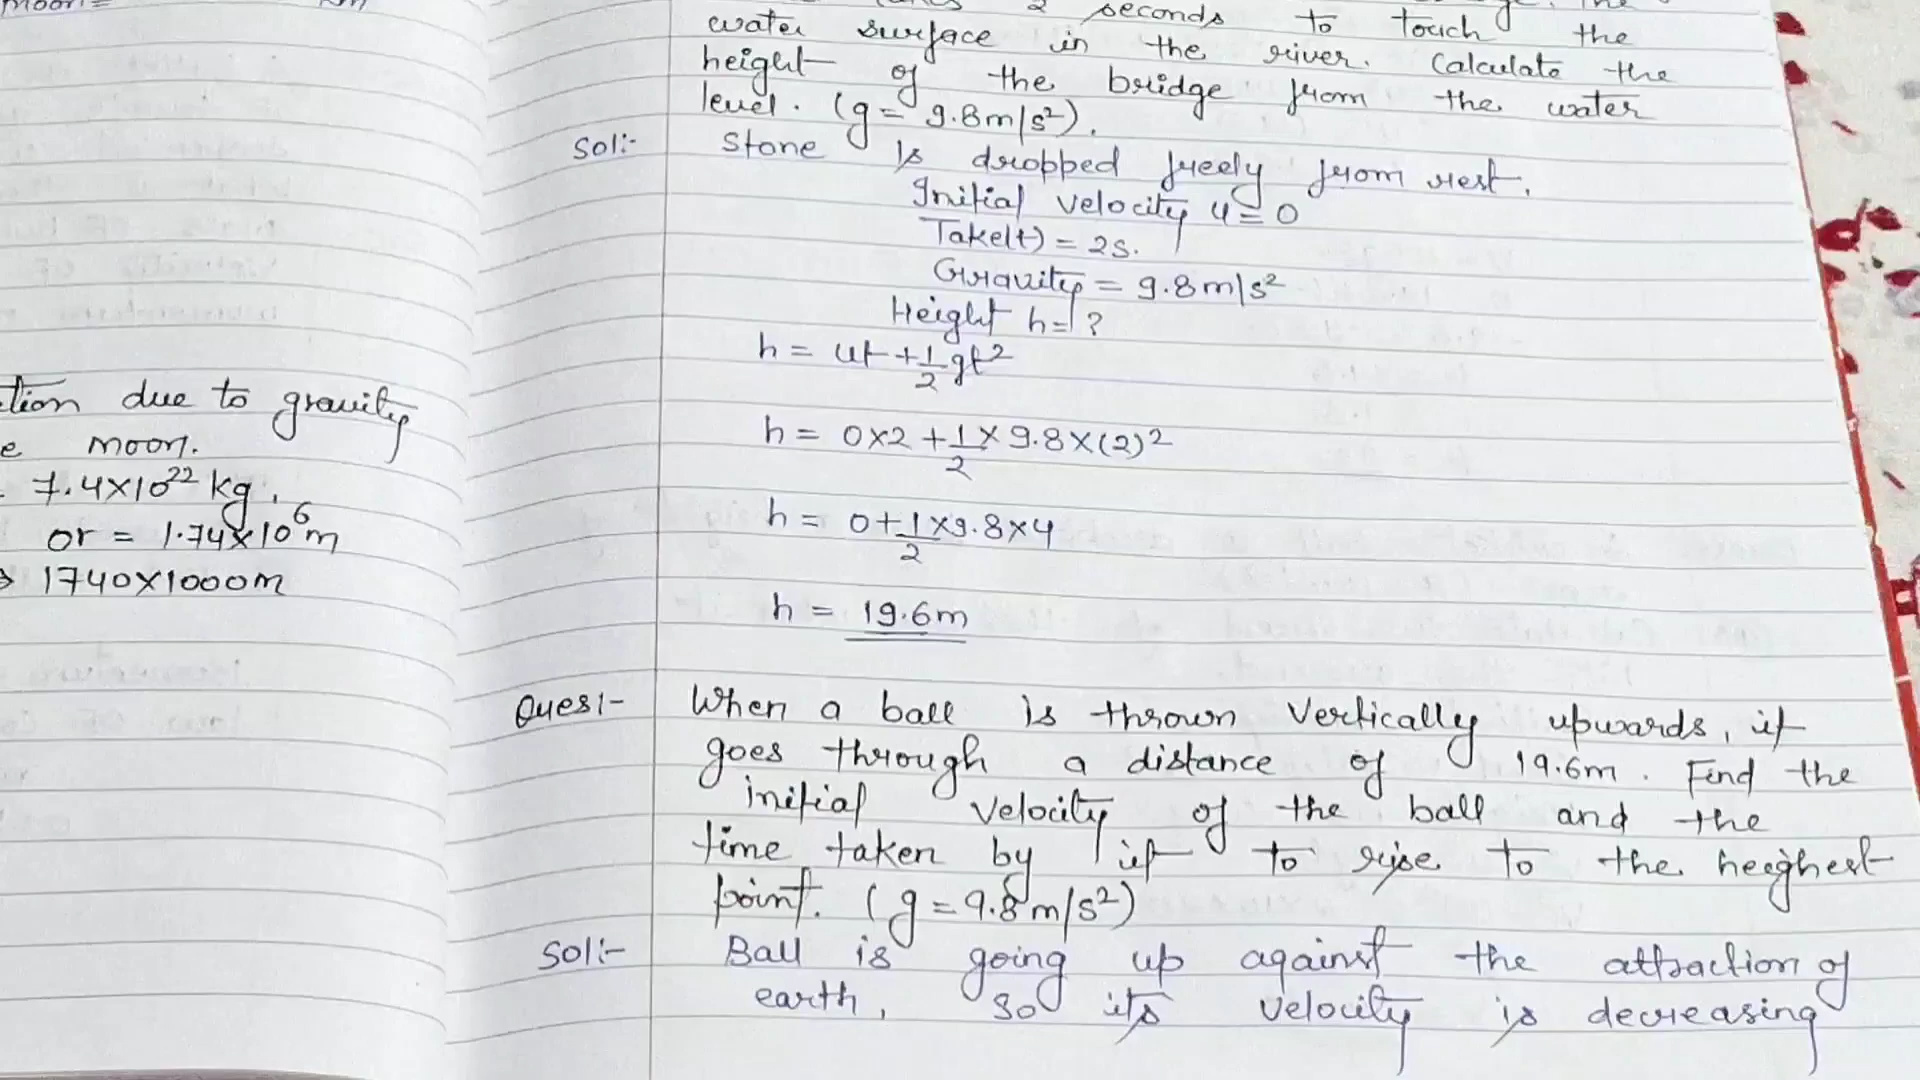 moon=
tion due to gravity
e moon.
7.4×10²² kg,
or = 1.74×10⁶m
1740×1000m
2 seconds to touch the
water surface in the river. Calculate the
height of the bridge from the water
level. (g= 9.8m/s²).
Sol:- Stone is dropped freely from rest.
Initial velocity u=0
Take(t) = 2s.
Gravity = 9.8m/s²
Height h=?
h = ut + 1/2 gt²
h = 0×2 + 1/2 × 9.8×(2)²
h = 0+ 1/2 ×9.8×4
h = 19.6m
Ques:- When a ball is thrown vertically upwards, it
goes through a distance of 19.6m. Find the
initial velocity of the ball and the
time taken by it to rise to the heighest
point. (g = 9.8 m/s²)
Sol:- Ball is going up against the attraction of
earth, so its velocity is decreasing